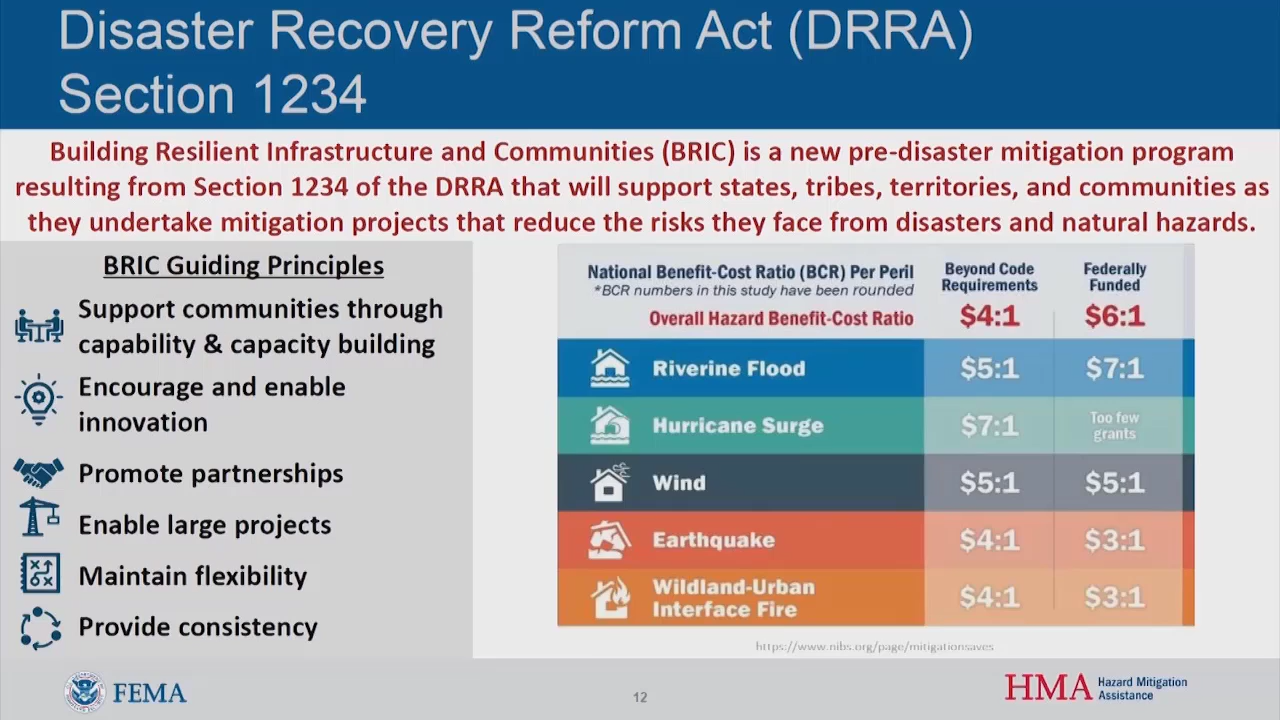 Disaster Recovery Reform Act (DRRA)
Section 1234
Building Resilient Infrastructure and Communities (BRIC) is a new pre-disaster mitigation program
resulting from Section 1234 of the DRRA that will support states, tribes, territories, and communities as
they undertake mitigation projects that reduce the risks they face from disasters and natural hazards.
BRIC Guiding Principles
Support communities through
capability & capacity building
Encourage and enable
innovation
Promote partnerships
Enable large projects
Maintain flexibility
Provide consistency
National Benefit-Cost Ratio (BCR) Per Peril
*BCR numbers in this study have been rounded
Overall Hazard Benefit-Cost Ratio
Beyond Code
Requirements
$4:1
Federally
Funded
$6:1
Riverine Flood $5:1 $7:1
Hurricane Surge $7:1 Too few
grants
Wind $5:1 $5:1
Earthquake $4:1 $3:1
Wildland-Urban
Interface Fire $4:1 $3:1
https://www.nibs.org/page/mitigationsaves
FEMA
12
HMA Hazard Mitigation
Assistance